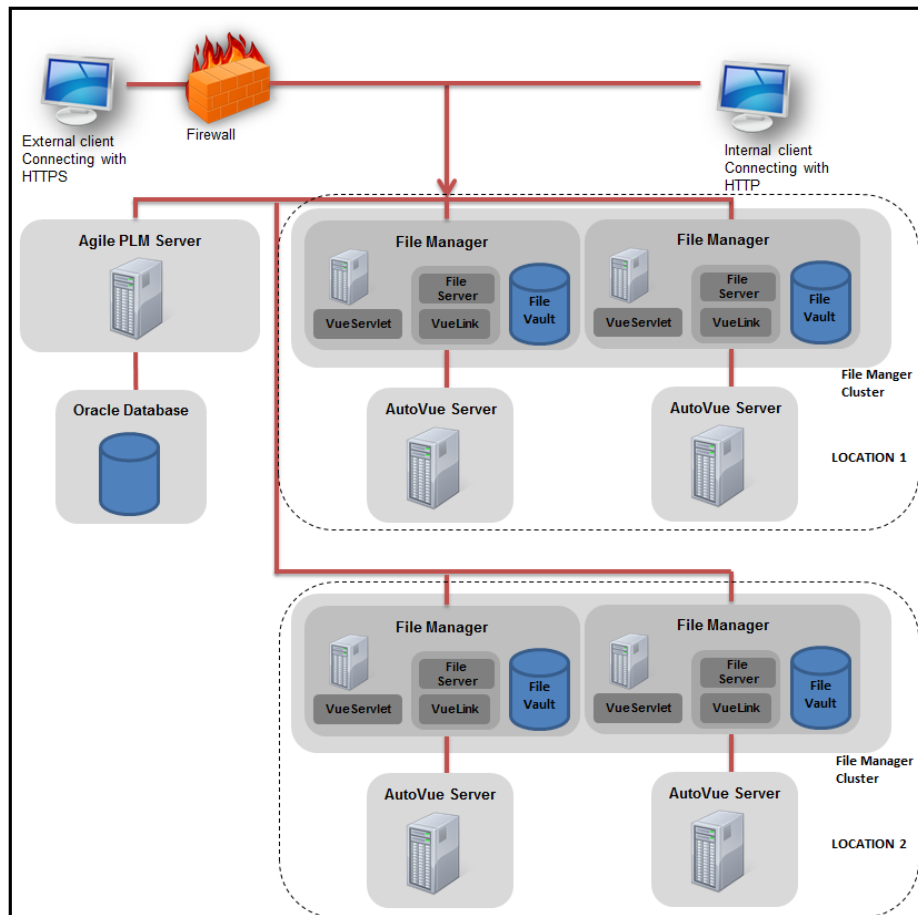 External client
Connecting with
HTTPS
Firewall
Internal client
Connecting with
HTTP
Agile PLM Server
Oracle Database
File Manager
VueServlet
File
Server
VueLink
File
Vault
File Manager
VueServlet
File
Server
VueLink
File
Vault
File Manger
Cluster
AutoVue Server
AutoVue Server
LOCATION 1
File Manager
VueServlet
File
Server
VueLink
File
Vault
File Manager
VueServlet
File
Server
VueLink
File
Vault
File Manager
Cluster
AutoVue Server
AutoVue Server
LOCATION 2